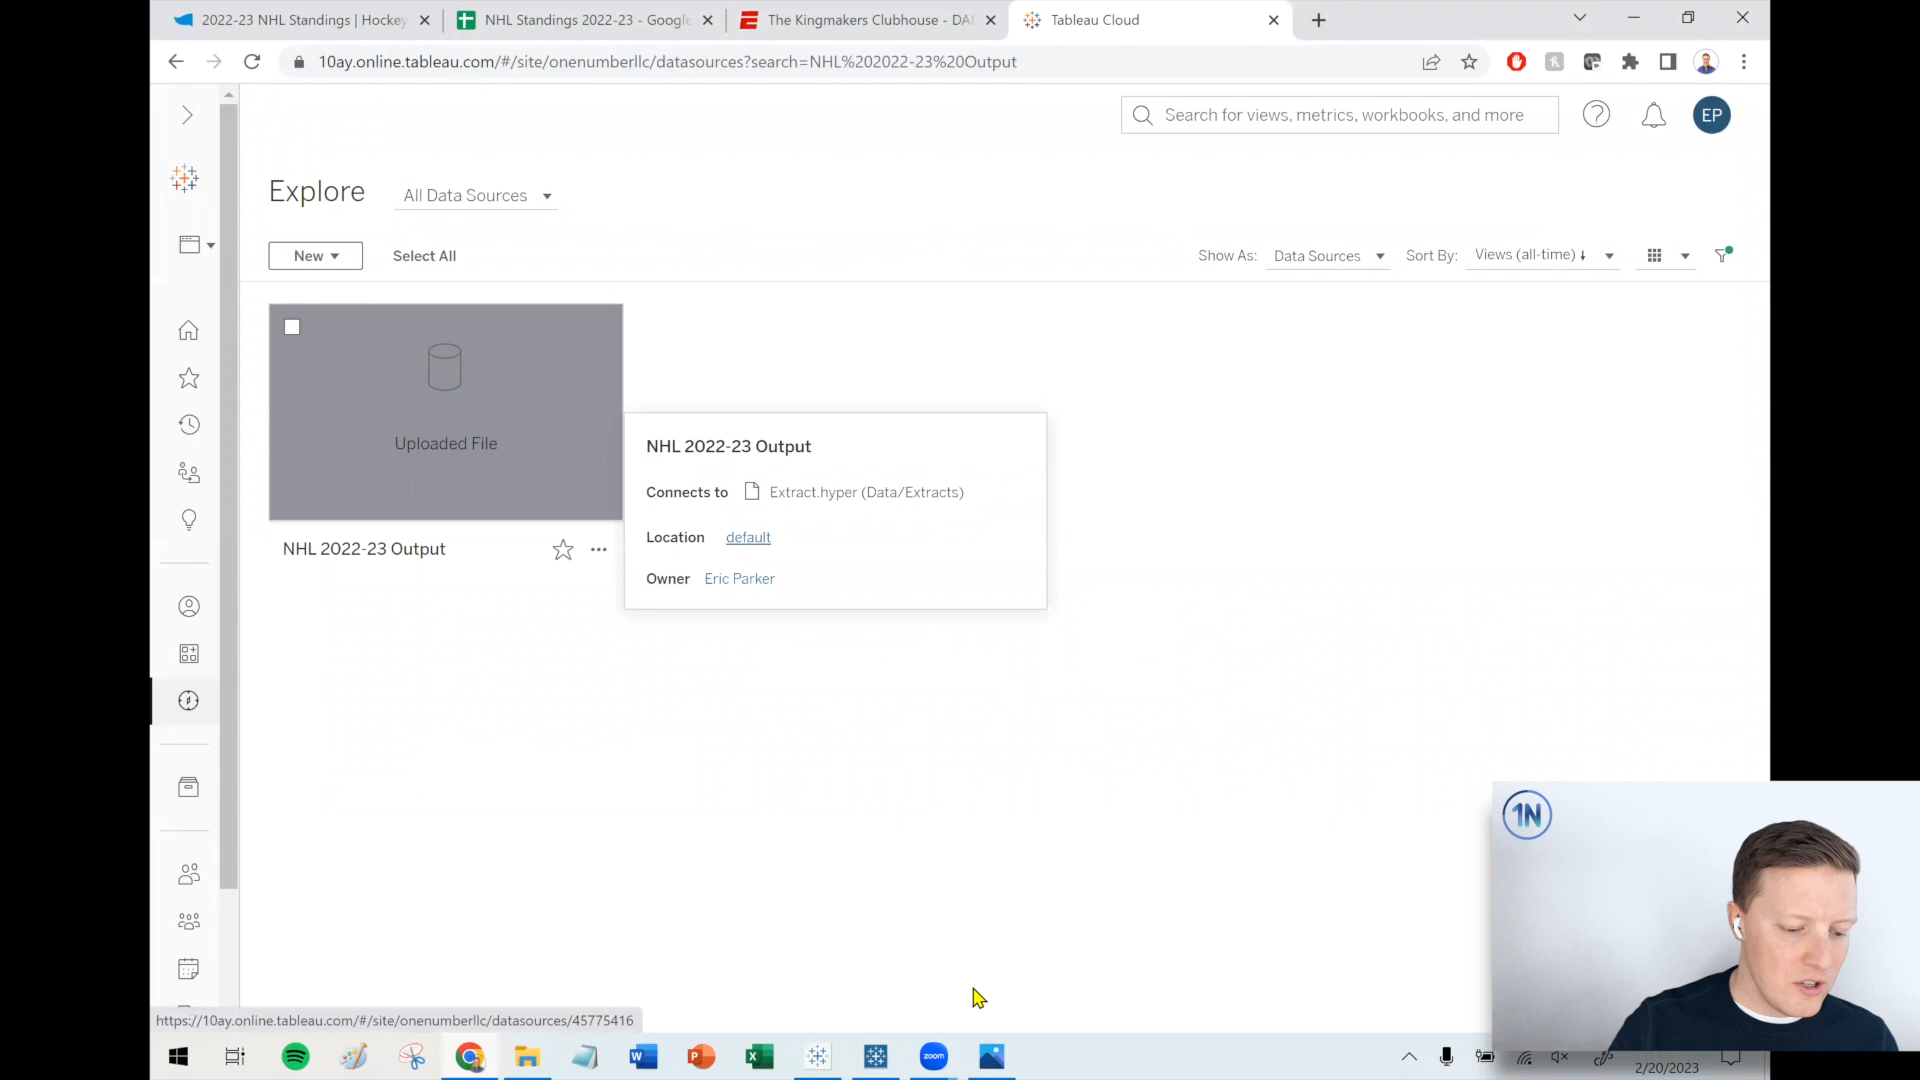 2022-23 NHL Standings | Hockey
NHL Standings 2022-23 - Google
The Kingmakers Clubhouse - DAI
Tableau Cloud
10ay.online.tableau.com/#/site/onenumberllc/datasources?search=NHL%202022-23%20Output
Search for views, metrics, workbooks, and more
EP
Explore
All Data Sources
New
Select All
Show As:
Data Sources
Sort By:
Views (all-time)
Uploaded File
NHL 2022-23 Output
NHL 2022-23 Output
Connects to
Extract.hyper (Data/Extracts)
Location
default
Owner
Eric Parker
1N
https://10ay.online.tableau.com/#/site/onenumberllc/datasources/45775416
W
P
X
zoom
2/20/2023